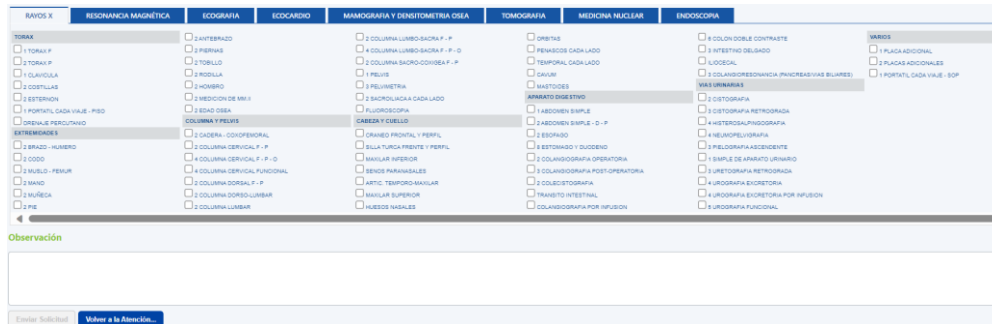 RAYOS X
RESONANCIA MAGNÉTICA
ECOGRAFIA
ECOCARDIO
MAMOGRAFIA Y DENSITOMETRIA OSEA
TOMOGRAFIA
MEDICINA NUCLEAR
ENDOSCOPIA
TORAX
1 TORAX F
2 TORAX P
1 CLAVICULA
2 COSTILLAS
2 ESTERNON
1 PORTATIL CADA VIAJE - PISO
DRENAJE PERCUTANIO
EXTREMIDADES
2 BRAZO - HUMERO
2 CODO
2 MUSLO - FEMUR
2 MANO
2 MUÑECA
2 PIE
2 ANTEBRAZO
2 PIERNAS
2 TOBILLO
2 RODILLA
2 HOMBRO
2 MEDICION DE MM.II
2 EDAD OSEA
COLUMNA Y PELVIS
2 CADERA - COXOFEMORAL
2 COLUMNA CERVICAL F - P
4 COLUMNA CERVICAL F - P - O
4 COLUMNA CERVICAL FUNCIONAL
2 COLUMNA DORSAL F - P
2 COLUMNA DORSO-LUMBAR
2 COLUMNA LUMBAR
2 COLUMNA LUMBO-SACRA F - P
4 COLUMNA LUMBO-SACRA F - P - O
2 COLUMNA SACRO-COXIGEA F - P
1 PELVIS
3 PELVIMETRIA
2 SACROILIACA A CADA LADO
FLUOROSCOPIA
CABEZA Y CUELLO
CRANEO FRONTAL Y PERFIL
SILLA TURCA FRENTE Y PERFIL
MAXILAR INFERIOR
SENOS PARANASALES
ARTIC. TEMPORO-MAXILAR
MAXILAR SUPERIOR
HUESOS NASALES
ORBITAS
PENASCOS CADA LADO
TEMPORAL CADA LADO
CAVUM
MASTOIDES
APARATO DIGESTIVO
1 ABDOMEN SIMPLE
2 ABDOMEN SIMPLE - D - P
2 ESOFAGO
5 ESTOMAGO Y DUODENO
2 COLANGIOGRAFIA OPERATORIA
3 COLANGIOGRAFIA POST-OPERATORIA
2 COLECISTOGRAFIA
TRANSITO INTESTINAL
COLANGIOGRAFIA POR INFUSION
6 COLON DOBLE CONTRASTE
3 INTESTINO DELGADO
ILIOCECAL
3 COLANGIORESONANCIA (PANCREAS/VIAS BILIARES)
VIAS URINARIAS
2 CISTOGRAFIA
3 CISTOGRAFIA RETROGRADA
4 HISTEROSALPINGOGRAFIA
4 NEUMOPELVIGRAFIA
3 PIELOGRAFIA ASCENDENTE
1 SIMPLE DE APARATO URINARIO
3 URETOGRAFIA RETROGRADA
4 UROGRAFIA EXCRETORIA
4 UROGRAFIA EXCRETORIA POR INFUSION
6 UROGRAFIA FUNCIONAL
VARIOS
1 PLACA ADICIONAL
2 PLACAS ADICIONALES
1 PORTATIL CADA VIAJE - SOP
Observación
Enviar Solicitud
Volver a la Atención...